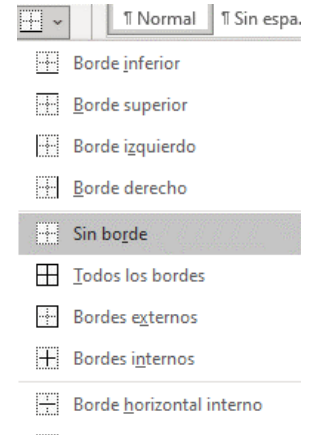 ¶ Normal ¶ Sin espa.
Borde inferior
Borde superior
Borde izquierdo
Borde derecho
Sin borde
Todos los bordes
Bordes externos
Bordes internos
Borde horizontal interno